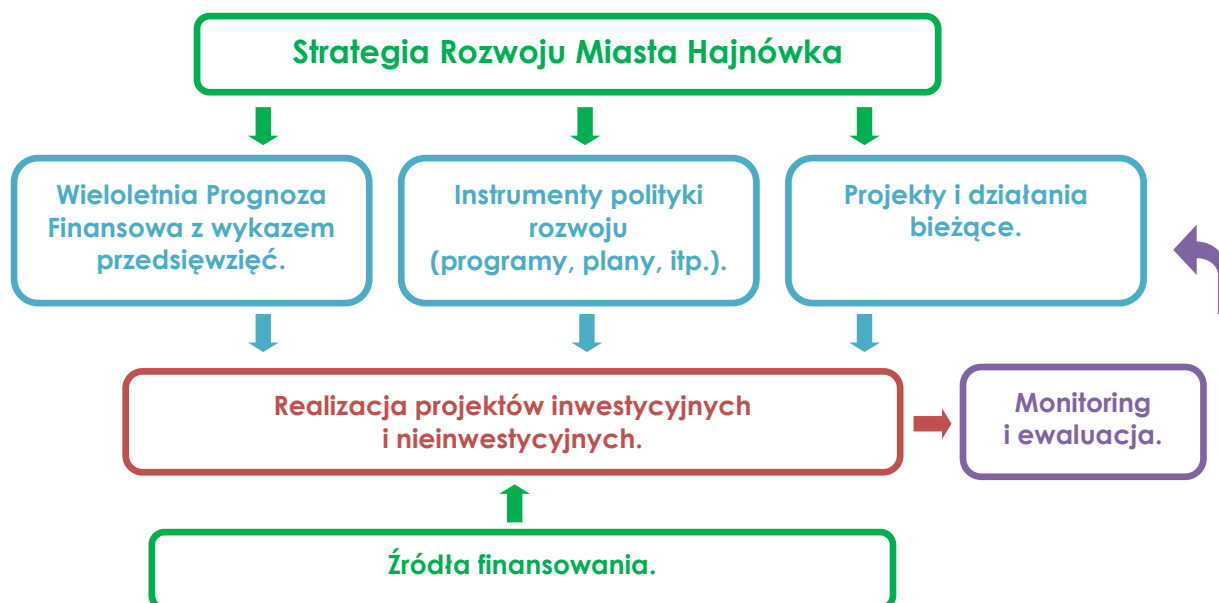 Strategia Rozwoju Miasta Hajnówka
Wieloletnia Prognoza
Finansowa z wykazem
przedsięwzięć.
Instrumenty polityki
rozwoju
(programy, plany, itp.).
Projekty i działania
bieżące.
Realizacja projektów inwestycyjnych
i nieinwestycyjnych.
Monitoring
i ewaluacja.
Źródła finansowania.